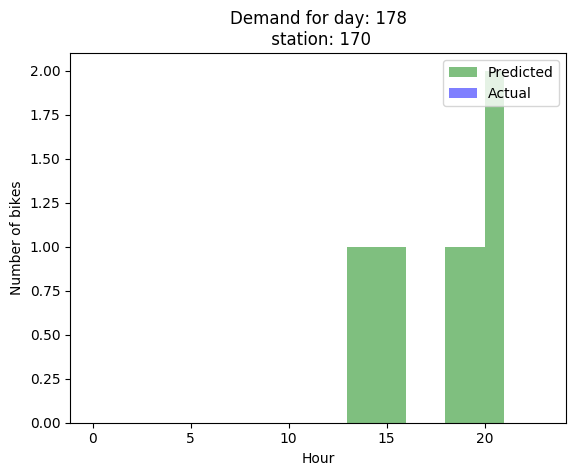 Demand for day: 178
station: 170
Predicted
Actual
2.00
1.75
1.50
1.25
1.00
0.75
0.50
0.25
0.00
Number of bikes
0 5 10 15 20
Hour